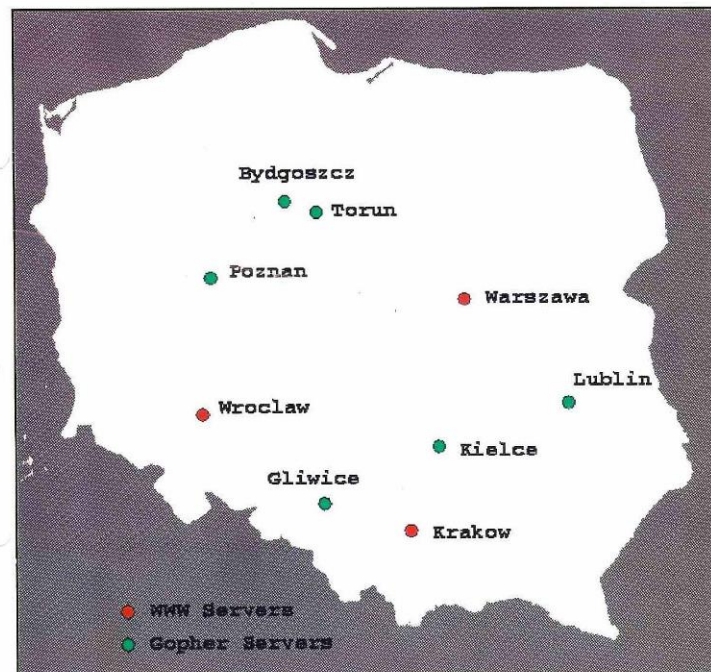 Bydgoszcz
Torun
Poznan
Warszawa
Lublin
Wroclaw
Kielce
Gliwice
Krakow
WWW Servers
Gopher Servers